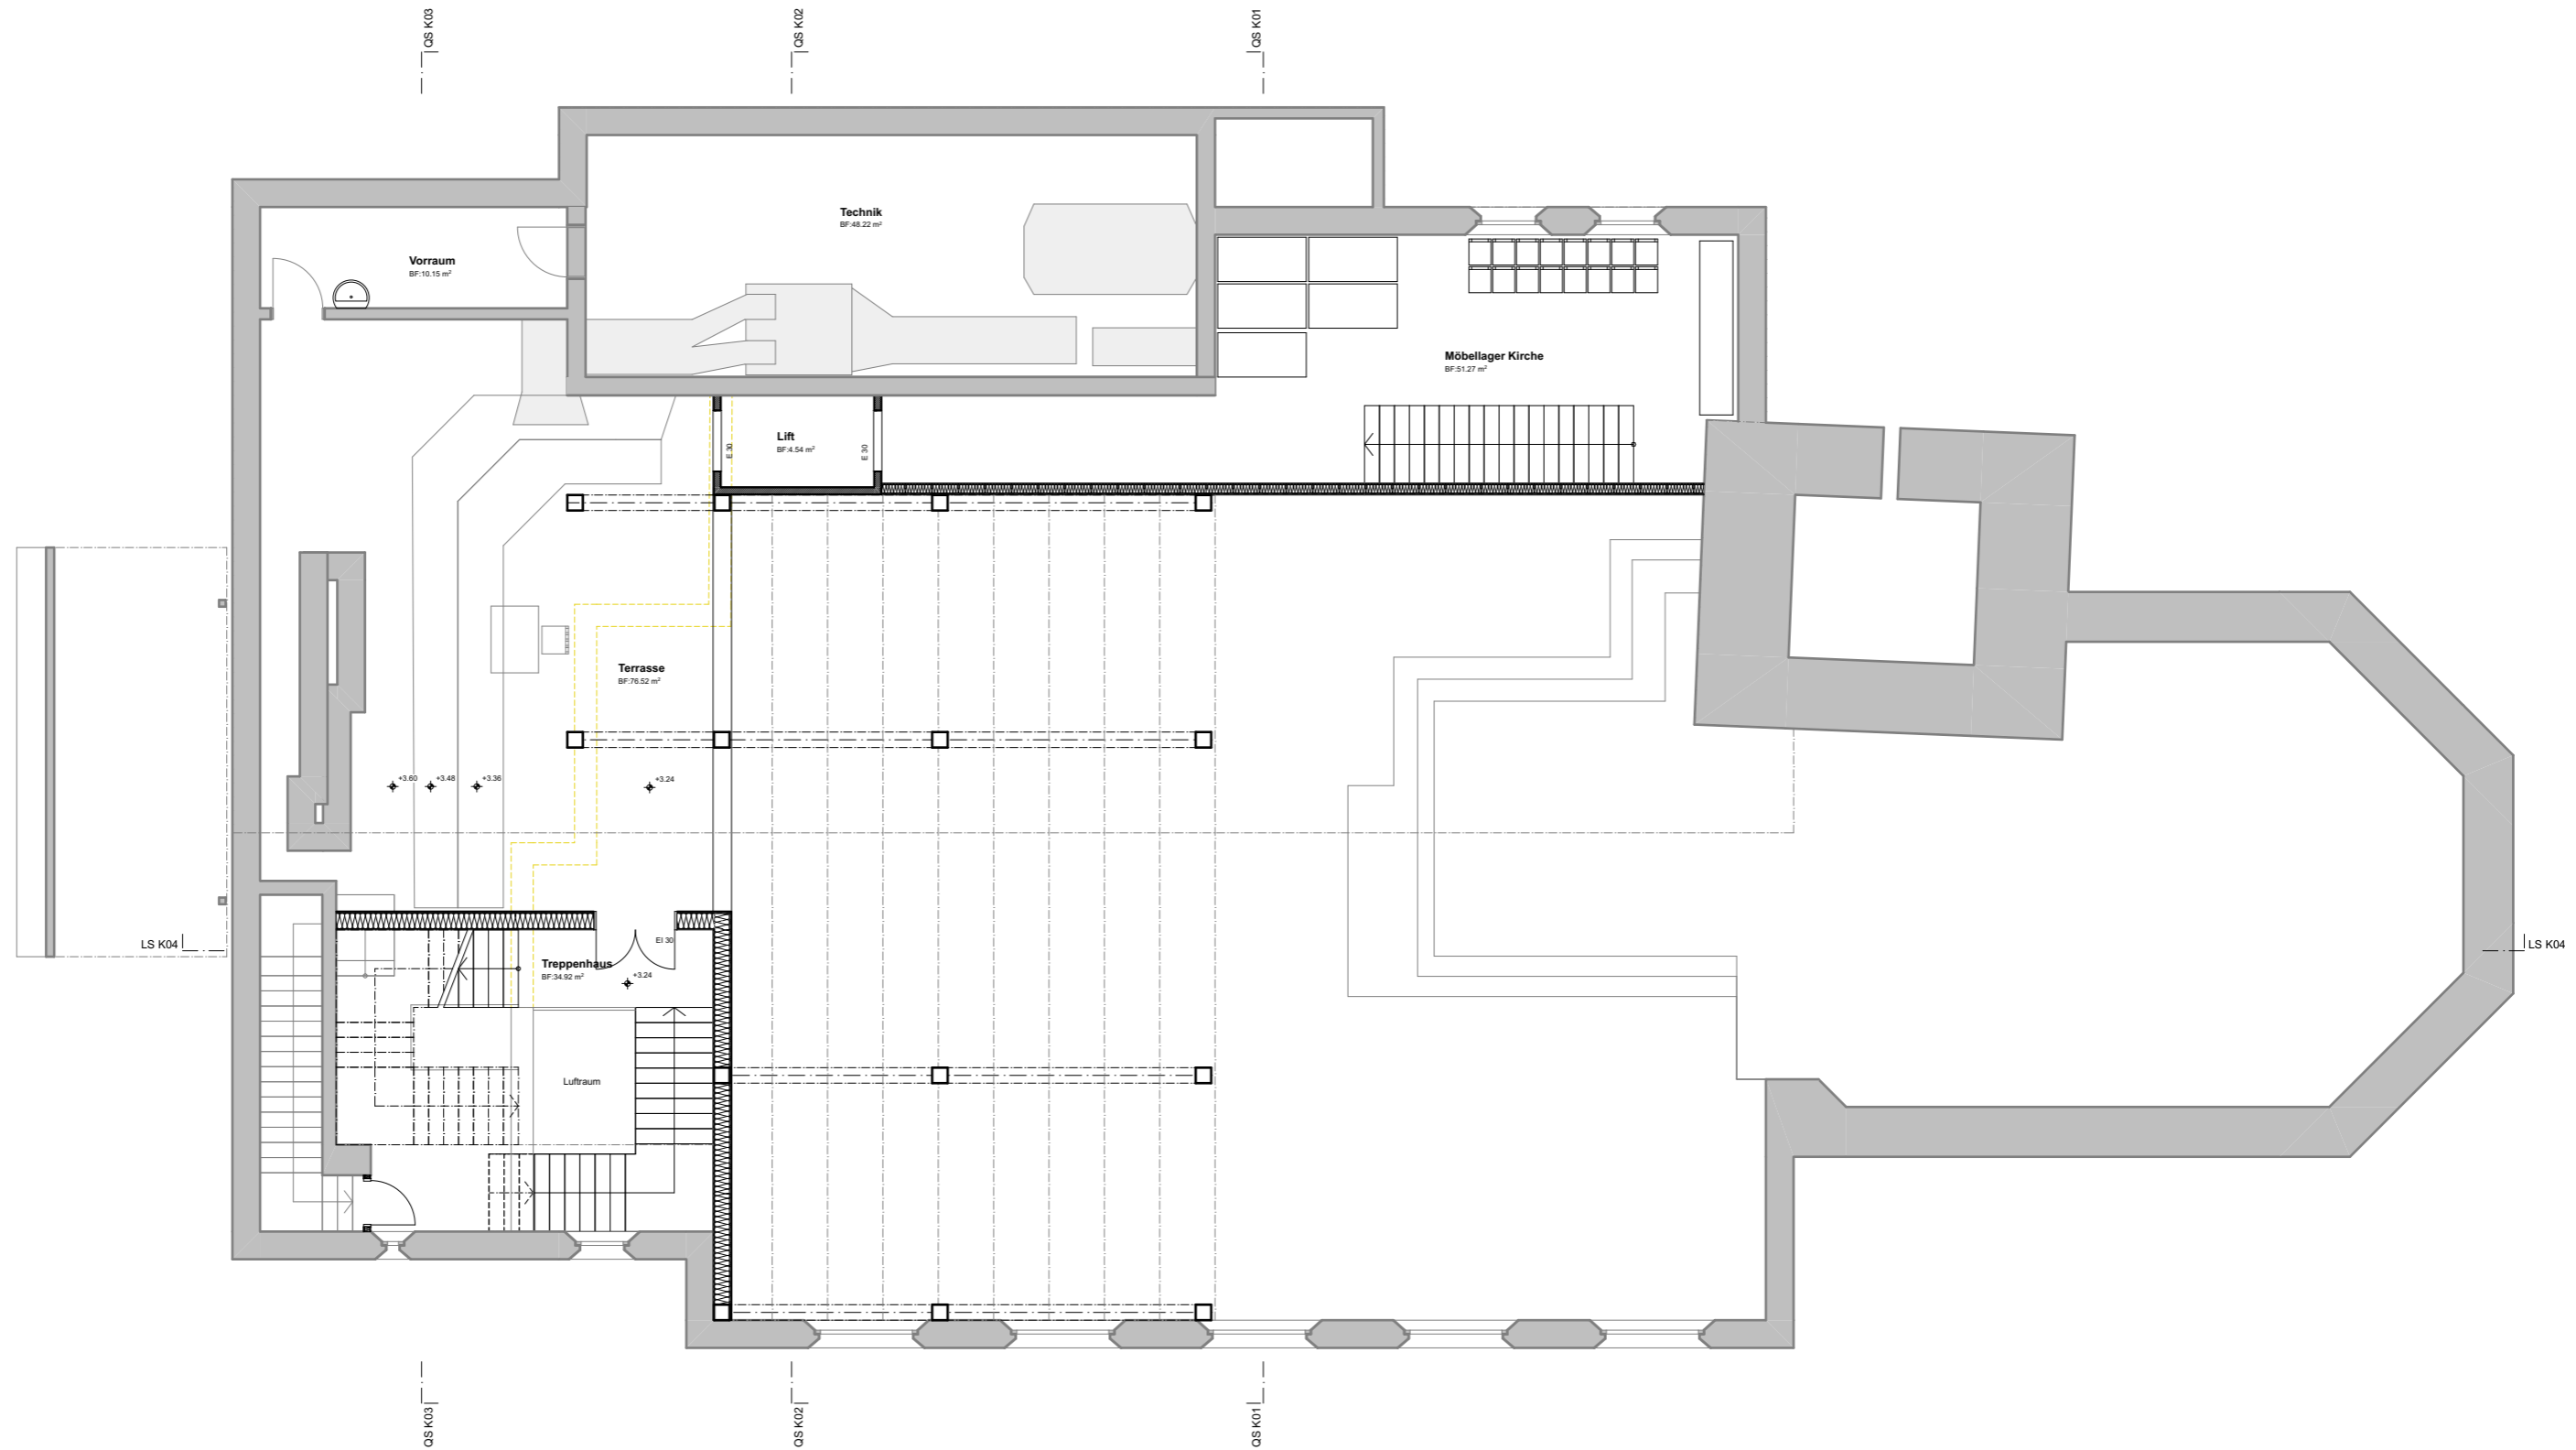 QS K03
QS K02
QS K01
Technik
BF:48.22 m²
Vorraum
BF:10.15 m²
Möbellager Kirche
BF:51.27 m²
Lift
BF:4.54 m²
E 30
E 30
Terrasse
BF:76.52 m²
+3.60
+3.48
+3.36
+3.24
LS K04
LS K04
EI 30
Treppenhaus
BF:34.92 m²
+3.24
Luftraum
QS K03
QS K02
QS K01